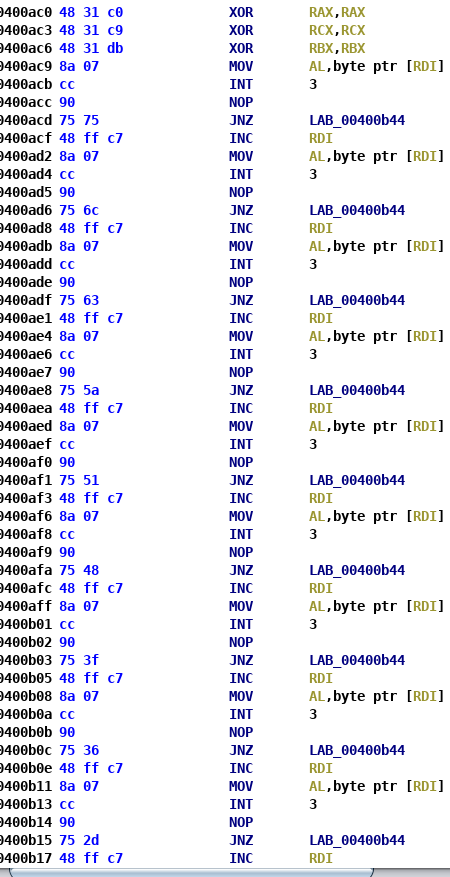 0400ac0 48 31 c0 XOR RAX,RAX
0400ac3 48 31 c9 XOR RCX,RCX
0400ac6 48 31 db XOR RBX,RBX
0400ac9 8a 07 MOV AL,byte ptr [RDI]
0400acb cc INT 3
0400acc 90 NOP
0400acd 75 75 JNZ LAB_00400b44
0400acf 48 ff c7 INC RDI
0400ad2 8a 07 MOV AL,byte ptr [RDI]
0400ad4 cc INT 3
0400ad5 90 NOP
0400ad6 75 6c JNZ LAB_00400b44
0400ad8 48 ff c7 INC RDI
0400adb 8a 07 MOV AL,byte ptr [RDI]
0400add cc INT 3
0400ade 90 NOP
0400adf 75 63 JNZ LAB_00400b44
0400ae1 48 ff c7 INC RDI
0400ae4 8a 07 MOV AL,byte ptr [RDI]
0400ae6 cc INT 3
0400ae7 90 NOP
0400ae8 75 5a JNZ LAB_00400b44
0400aea 48 ff c7 INC RDI
0400aed 8a 07 MOV AL,byte ptr [RDI]
0400aef cc INT 3
0400af0 90 NOP
0400af1 75 51 JNZ LAB_00400b44
0400af3 48 ff c7 INC RDI
0400af6 8a 07 MOV AL,byte ptr [RDI]
0400af8 cc INT 3
0400af9 90 NOP
0400afa 75 48 JNZ LAB_00400b44
0400afc 48 ff c7 INC RDI
0400aff 8a 07 MOV AL,byte ptr [RDI]
0400b01 cc INT 3
0400b02 90 NOP
0400b03 75 3f JNZ LAB_00400b44
0400b05 48 ff c7 INC RDI
0400b08 8a 07 MOV AL,byte ptr [RDI]
0400b0a cc INT 3
0400b0b 90 NOP
0400b0c 75 36 JNZ LAB_00400b44
0400b0e 48 ff c7 INC RDI
0400b11 8a 07 MOV AL,byte ptr [RDI]
0400b13 cc INT 3
0400b14 90 NOP
0400b15 75 2d JNZ LAB_00400b44
0400b17 48 ff c7 INC RDI